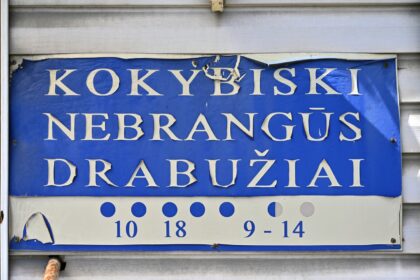 KOKYBIŠKI
NEBRANGŪS
DRABUŽIAI
10 18 9 - 14